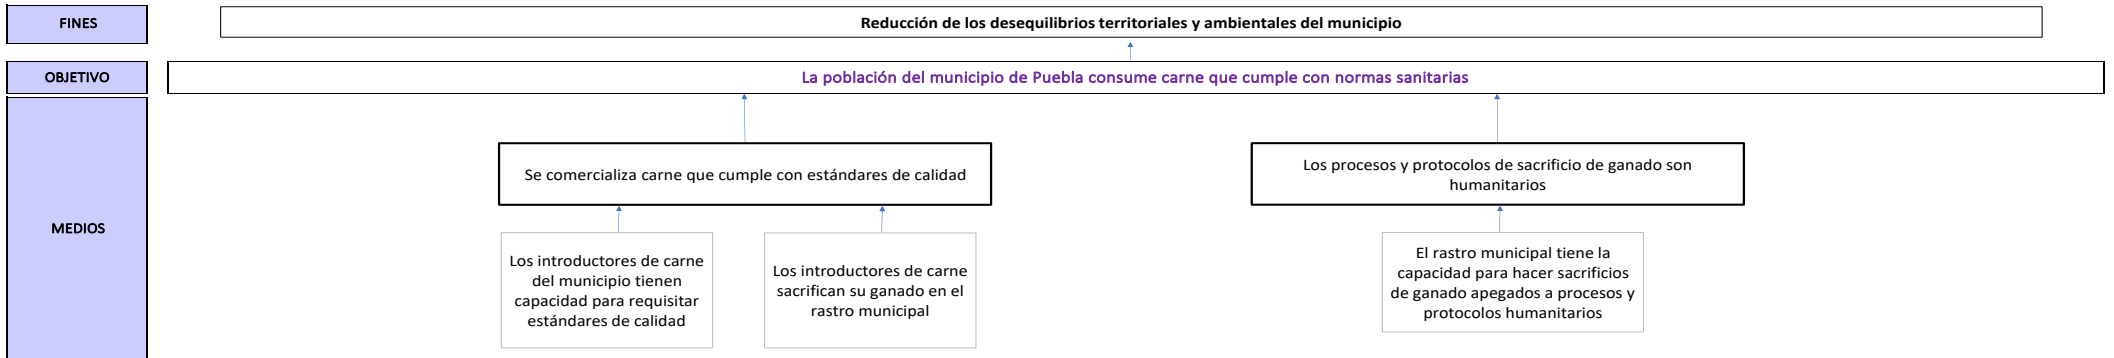 FINES
Reducción de los desequilibrios territoriales y ambientales del municipio
OBJETIVO
La población del municipio de Puebla consume carne que cumple con normas sanitarias
MEDIOS
Se comercializa carne que cumple con estándares de calidad
Los procesos y protocolos de sacrificio de ganado son
humanitarios
Los introductores de carne
del municipio tienen
capacidad para requisitar
estándares de calidad
Los introductores de carne
sacrifican su ganado en el
rastro municipal
El rastro municipal tiene la
capacidad para hacer sacrificios
de ganado apegados a procesos y
protocolos humanitarios